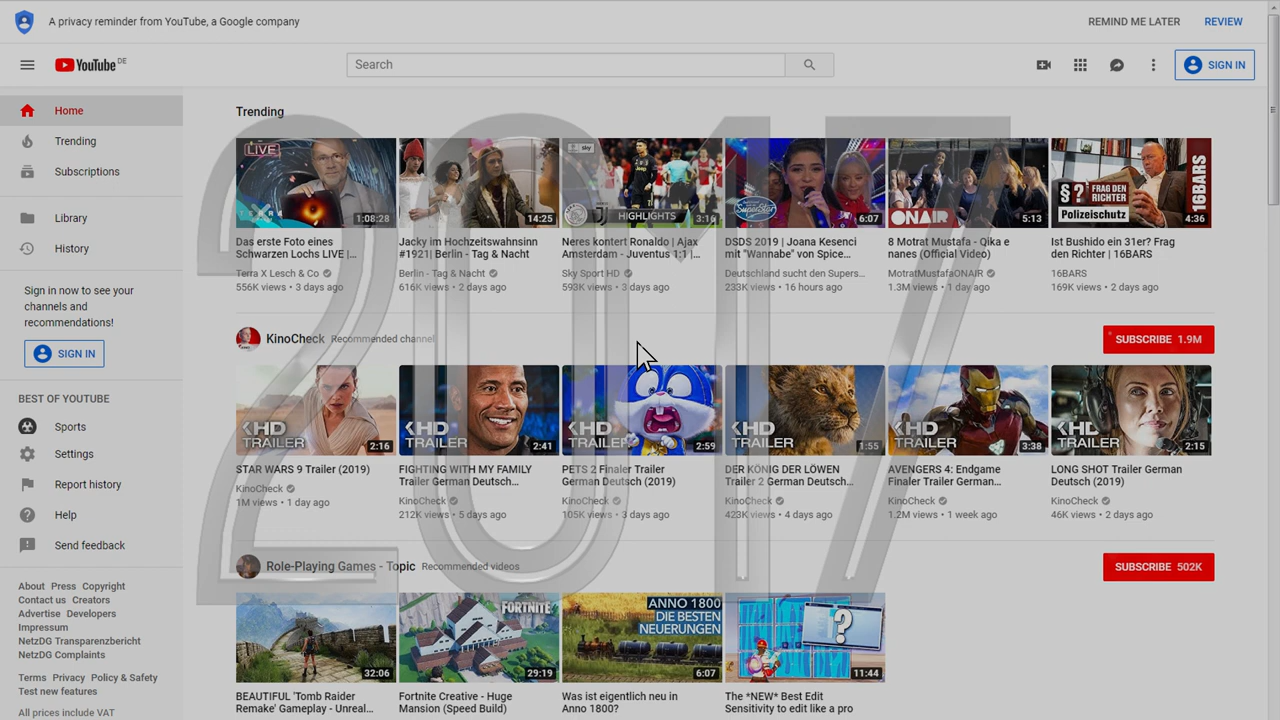 A privacy reminder from YouTube, a Google company
REMIND ME LATER
REVIEW
YouTube DE
Search
SIGN IN
Home
Trending
Subscriptions
Library
History
Sign in now to see your
channels and
recommendations!
SIGN IN
BEST OF YOUTUBE
Sports
Settings
Report history
Help
Send feedback
About Press Copyright
Contact us Creators
Advertise Developers
Impressum
NetzDG Transparenzbericht
NetzDG Complaints
Terms Privacy Policy & Safety
Test new features
All prices include VAT
2017
Trending
LIVE
TERRA X
1:08:28
Das erste Foto eines
Schwarzen Lochs LIVE |...
Terra X Lesch & Co
556K views • 3 days ago
14:25
Jacky im Hochzeitswahnsinn
#1921| Berlin - Tag & Nacht
Berlin - Tag & Nacht
616K views • 2 days ago
sky
Jeep
HIGHLIGHTS
3:16
Neres kontert Ronaldo | Ajax
Amsterdam - Juventus 1:1 |...
Sky Sport HD
593K views • 3 days ago
SUPERSTAR
6:07
DSDS 2019 | Joana Kesenci
mit "Wannabe" von Spice...
Deutschland sucht den Supers...
233K views • 16 hours ago
ONAIR
5:13
8 Motrat Mustafa - Qika e
nanes (Official Video)
MotratMustafaONAIR
1.3M views • 1 day ago
§ ?
FRAG DEN
RICHTER
Polizeischutz
16BARS
4:36
Ist Bushido ein 31er? Frag
den Richter | 16BARS
16BARS
169K views • 2 days ago
KinoCheck Recommended channel
SUBSCRIBE 1.9M
HD
TRAILER
2:16
STAR WARS 9 Trailer (2019)
KinoCheck
1M views • 1 day ago
HD
TRAILER
2:41
FIGHTING WITH MY FAMILY
Trailer German Deutsch...
KinoCheck
212K views • 5 days ago
HD
TRAILER
2:59
PETS 2 Finaler Trailer
German Deutsch (2019)
KinoCheck
105K views • 3 days ago
HD
TRAILER
1:55
DER KÖNIG DER LÖWEN
Trailer 2 German Deutsch...
KinoCheck
423K views • 4 days ago
HD
TRAILER
3:38
AVENGERS 4: Endgame
Finaler Trailer German...
KinoCheck
1.2M views • 1 week ago
HD
TRAILER
2:15
LONG SHOT Trailer German
Deutsch (2019)
KinoCheck
46K views • 2 days ago
Role-Playing Games - Topic Recommended videos
SUBSCRIBE 502K
32:06
BEAUTIFUL 'Tomb Raider
Remake' Gameplay - Unreal...
FORTNITE
29:19
Fortnite Creative - Huge
Mansion (Speed Build)
ANNO 1800
DIE BESTEN
NEUERUNGEN
6:07
Was ist eigentlich neu in
Anno 1800?
?
11:44
The *NEW* Best Edit
Sensitivity to edit like a pro